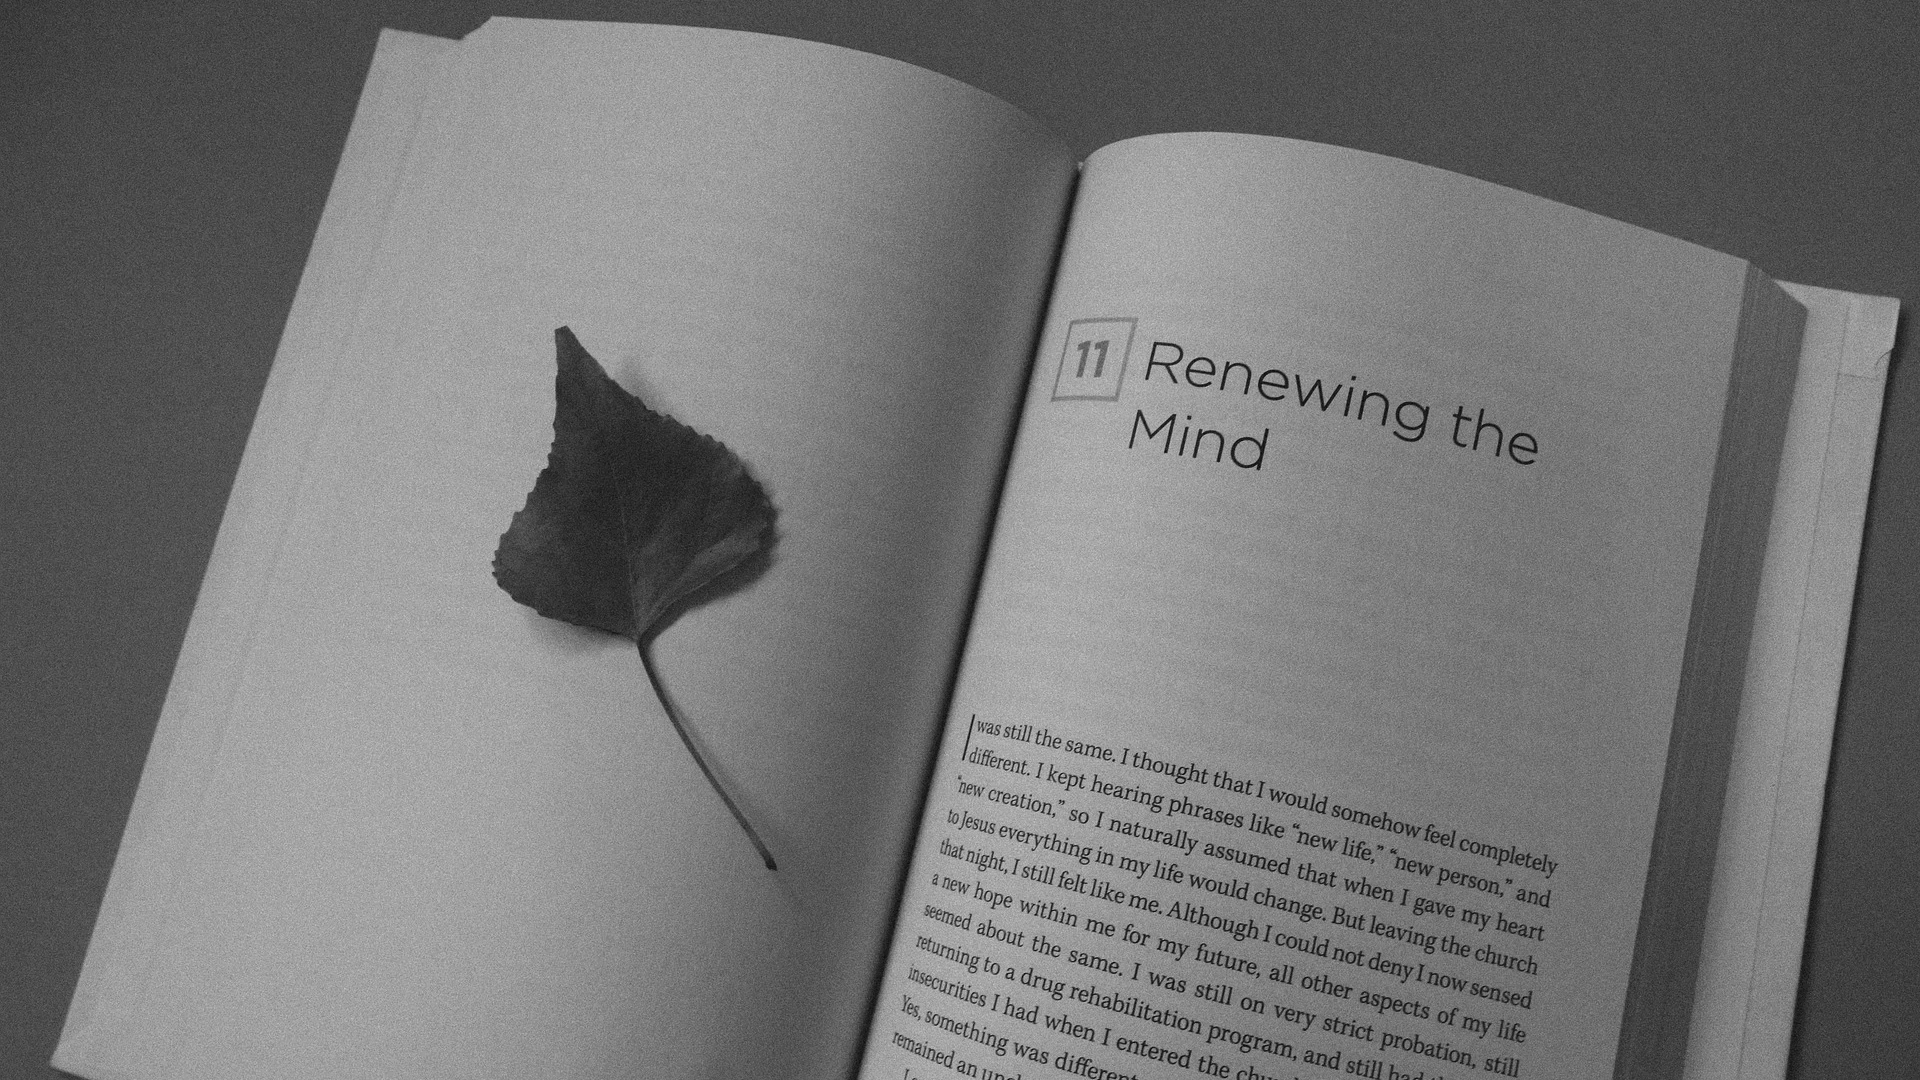 11 Renewing the
Mind
I was still the same. I thought that I would somehow feel completely
different. I kept hearing phrases like “new life,” “new person,” and
“new creation,” so I naturally assumed that when I gave my heart
to Jesus everything in my life would change. But leaving the church
that night, I still felt like me. Although I could not deny I now sensed
a new hope within me for my future, all other aspects of my life
seemed about the same. I was still on very strict probation, still
returning to a drug rehabilitation program, and still had
insecurities I had when I entered the
Yes, something was different
remained an